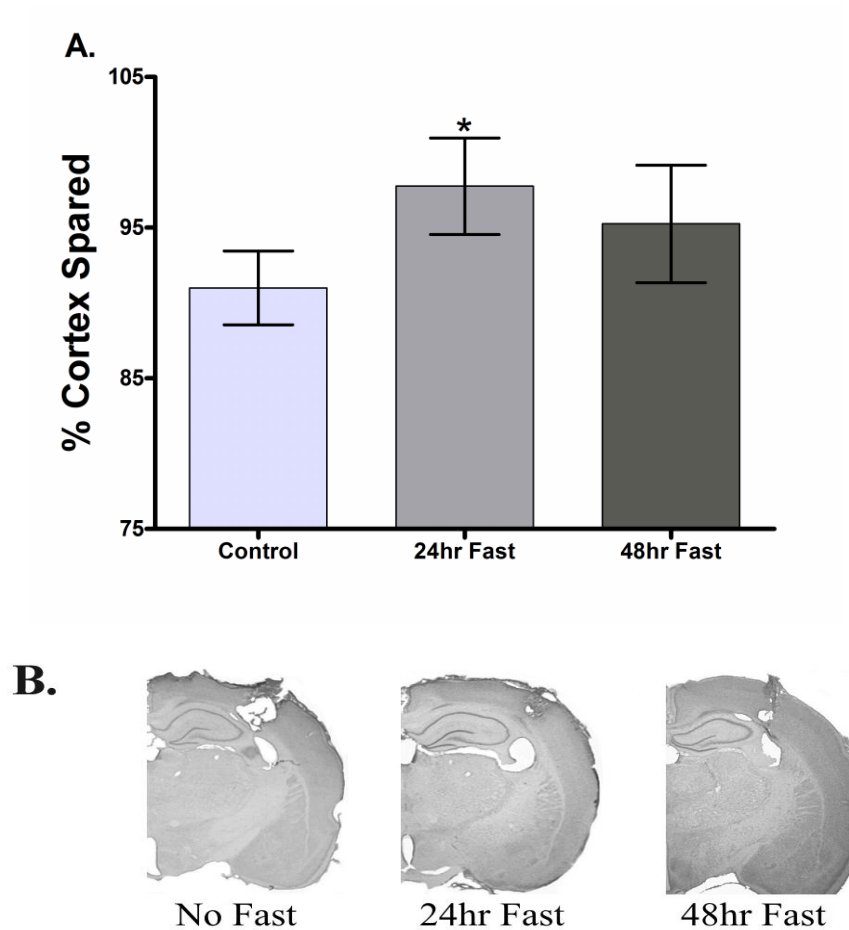 A.
% Cortex Spared
105
*
95
85
75
Control 24hr Fast 48hr Fast
B.
No Fast 24hr Fast 48hr Fast